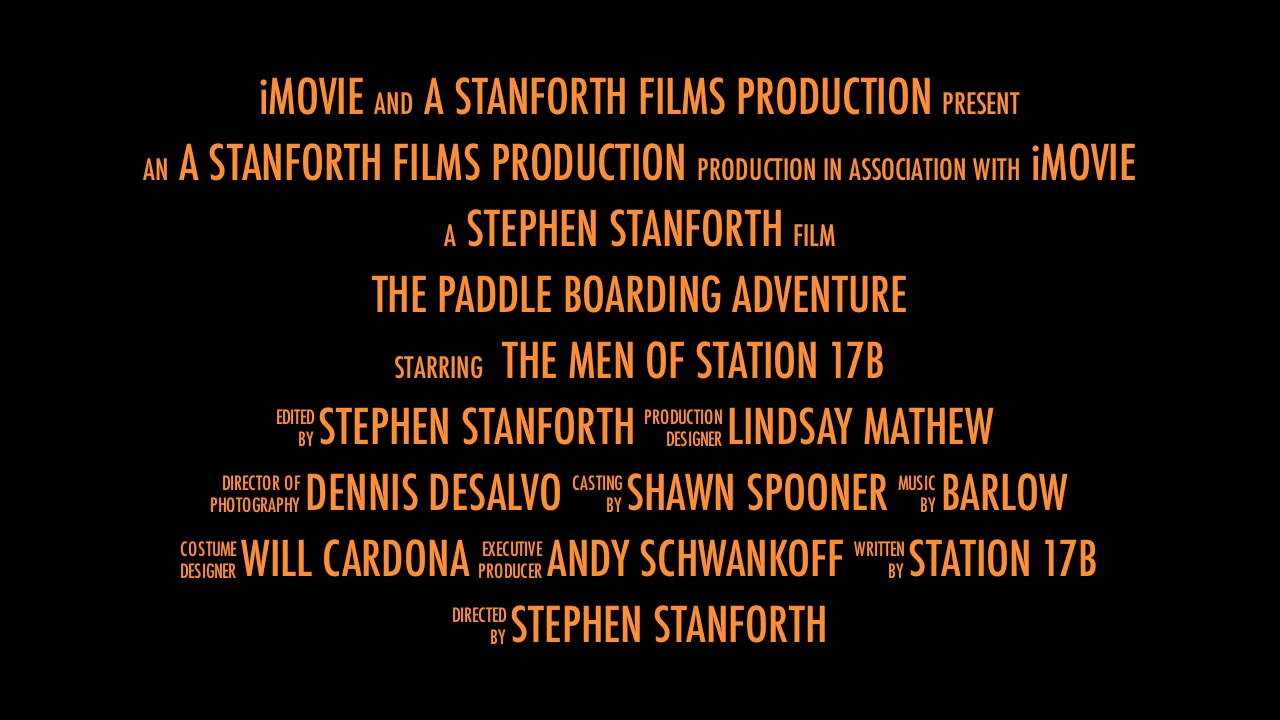 iMOVIE AND A STANFORTH FILMS PRODUCTION PRESENT
AN A STANFORTH FILMS PRODUCTION PRODUCTION IN ASSOCIATION WITH iMOVIE
A STEPHEN STANFORTH FILM
THE PADDLE BOARDING ADVENTURE
STARRING THE MEN OF STATION 17B
EDITED BY STEPHEN STANFORTH PRODUCTION DESIGNER LINDSAY MATHEW
DIRECTOR OF PHOTOGRAPHY DENNIS DESALVO CASTING BY SHAWN SPOONER MUSIC BY BARLOW
COSTUME DESIGNER WILL CARDONA EXECUTIVE PRODUCER ANDY SCHWANKOFF WRITTEN BY STATION 17B
DIRECTED BY STEPHEN STANFORTH